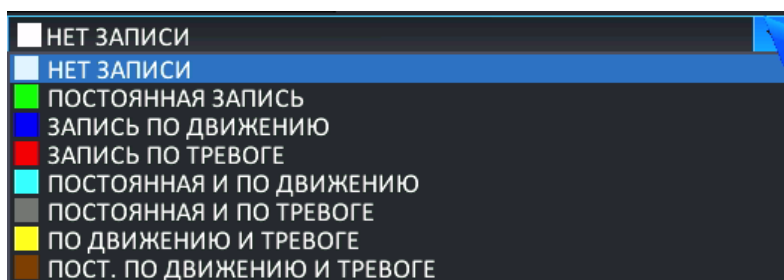 НЕТ ЗАПИСИ
НЕТ ЗАПИСИ
ПОСТОЯННАЯ ЗАПИСЬ
ЗАПИСЬ ПО ДВИЖЕНИЮ
ЗАПИСЬ ПО ТРЕВОГЕ
ПОСТОЯННАЯ И ПО ДВИЖЕНИЮ
ПОСТОЯННАЯ И ПО ТРЕВОГЕ
ПО ДВИЖЕНИЮ И ТРЕВОГЕ
ПОСТ. ПО ДВИЖЕНИЮ И ТРЕВОГЕ